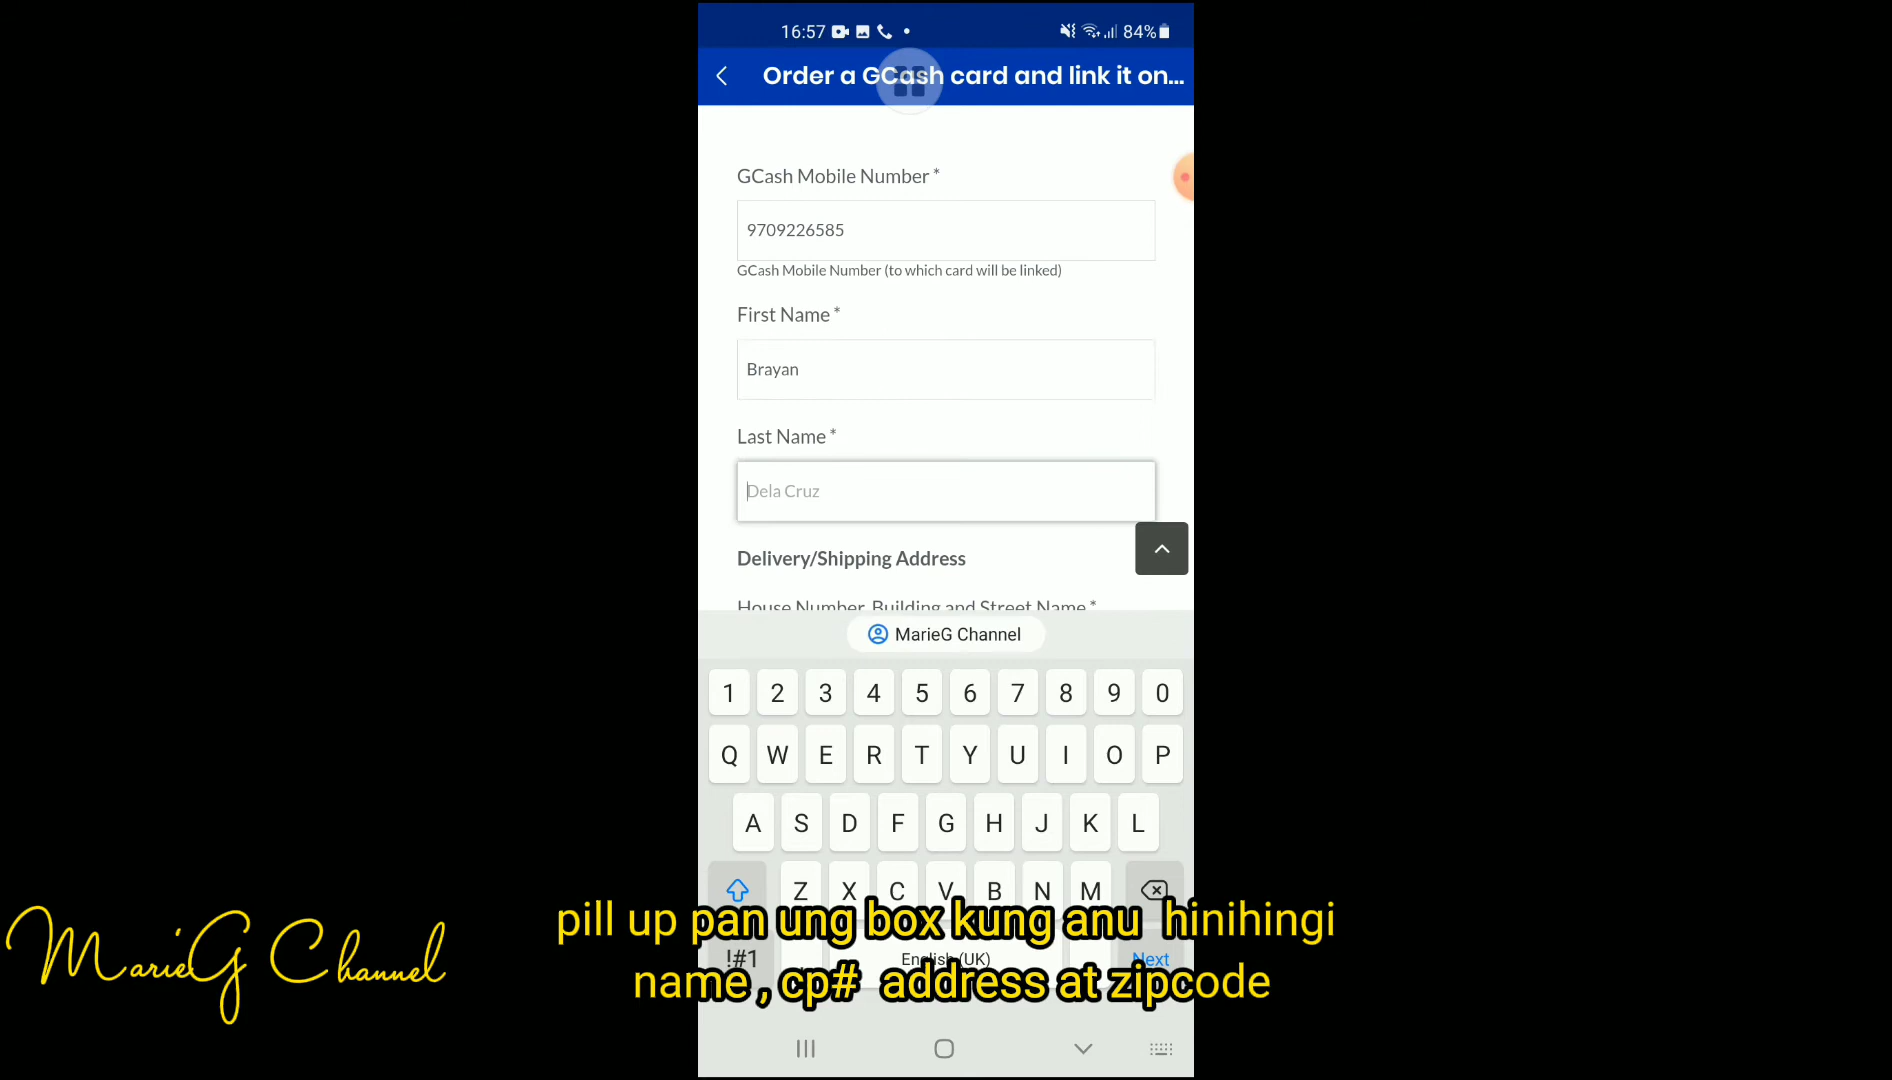 16:57
84%
Order a GCash card and link it on...
GCash Mobile Number *
9709226585
GCash Mobile Number (to which card will be linked)
First Name *
Brayan
Last Name *
Dela Cruz
Delivery/Shipping Address
House Number, Building and Street Name *
MarieG Channel
1 2 3 4 5 6 7 8 9 0
Q W E R T Y U I O P
A S D F G H J K L
Z X C V B N M
!#1 English (UK) Next
pill up pan ung box kung anu hinihingi
name , cp# address at zipcode
MarieG Channel